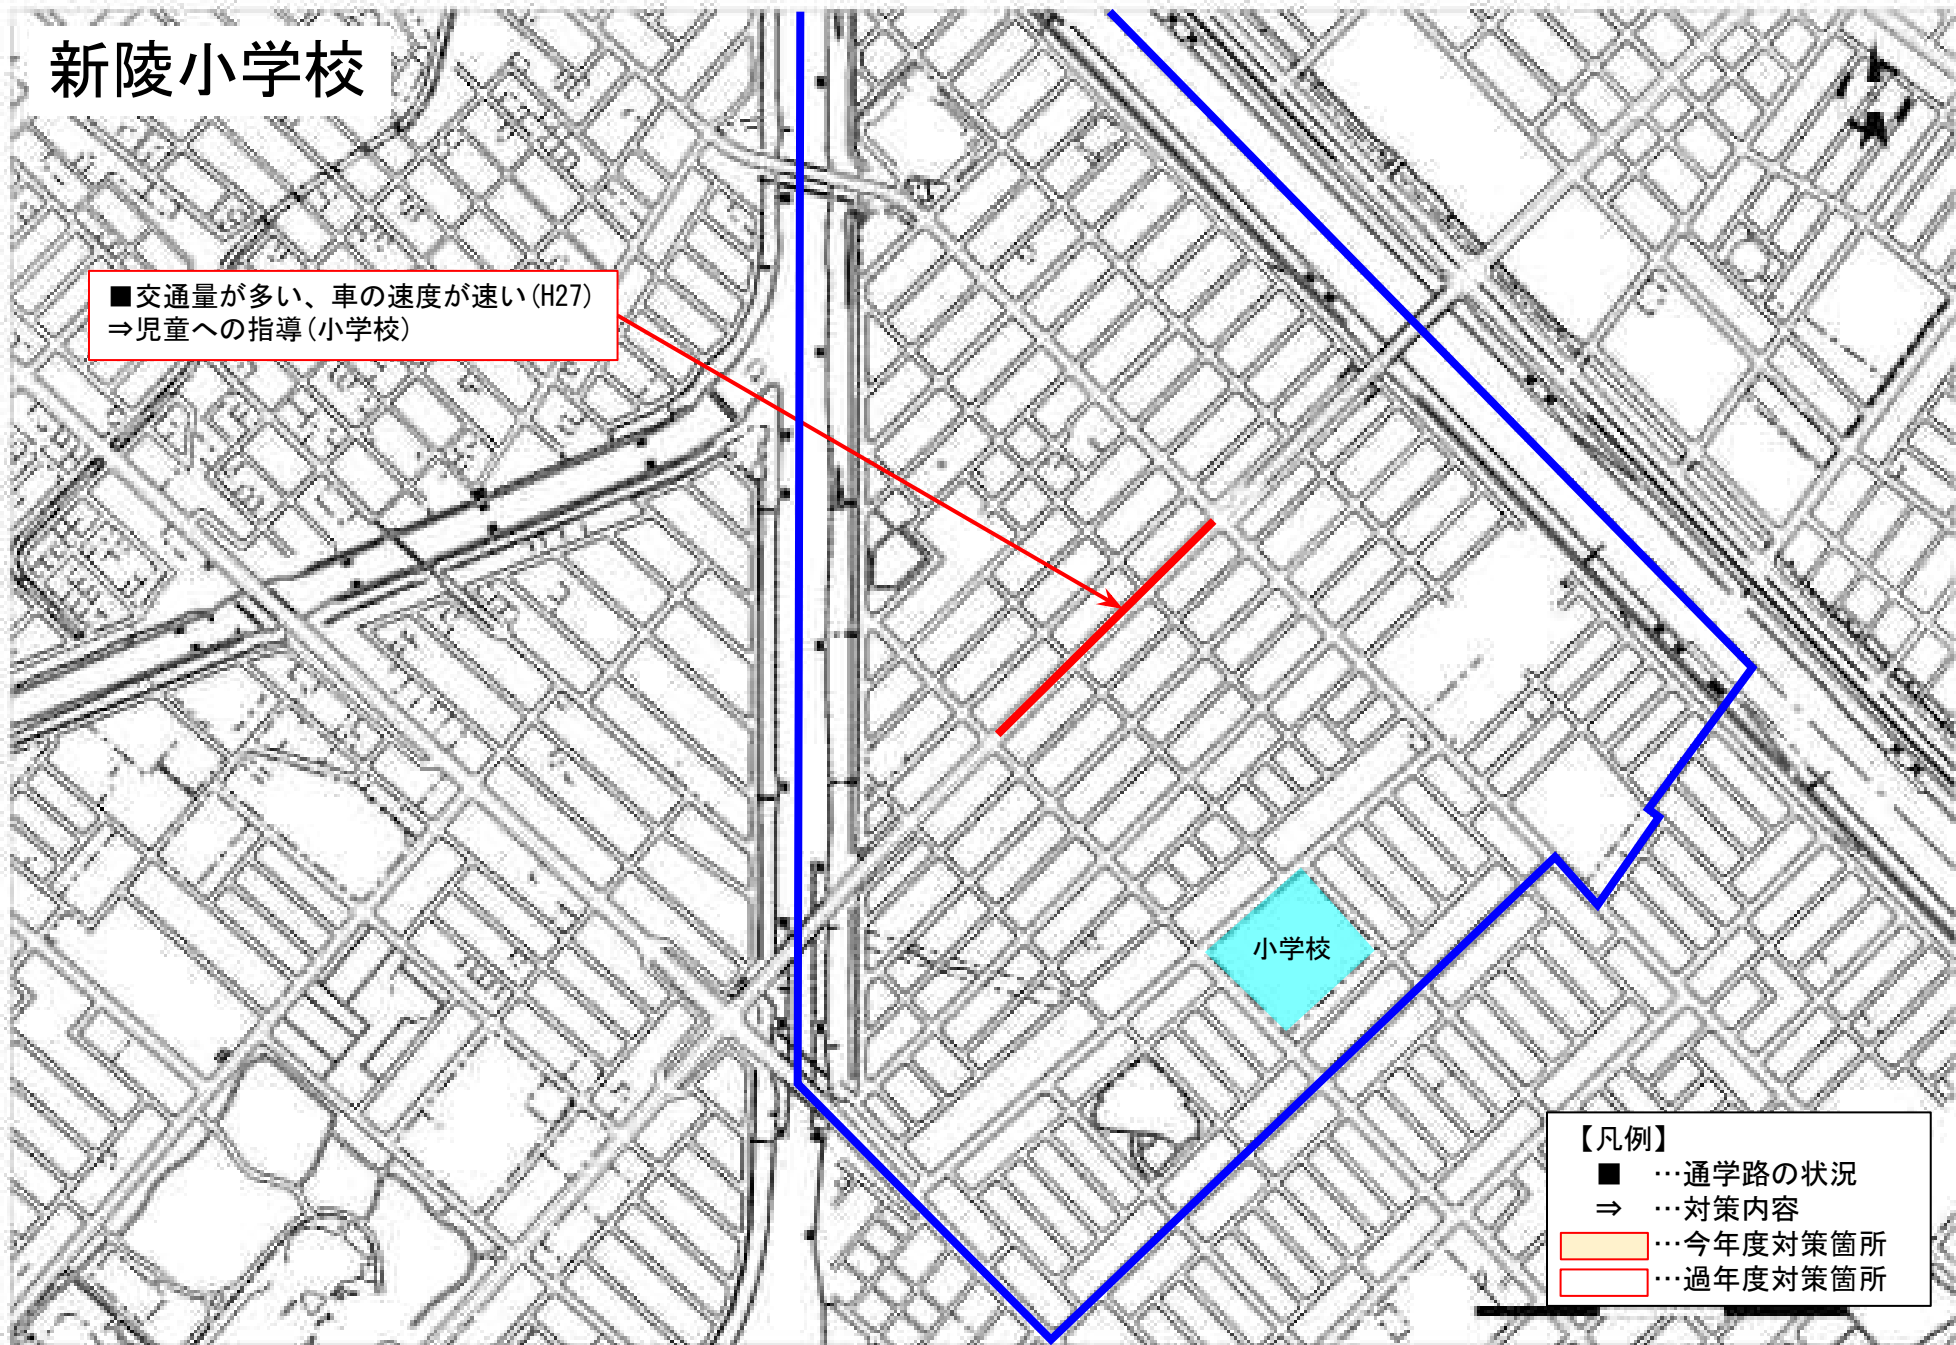 新陵小学校
■交通量が多い、車の速度が速い(H27)
⇒児童への指導(小学校)
小学校
【凡例】
■ …通学路の状況
⇒ …対策内容
…今年度対策箇所
…過年度対策箇所